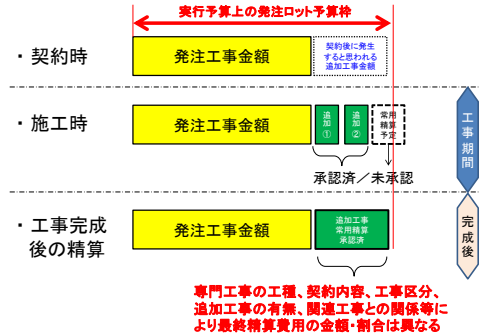 実行予算上の発注ロット予算枠
・契約時
発注工事金額
契約後に発生
すると思われる
追加工事金額
・施工時
発注工事金額
追加①
追加②
常用
精算
予定
承認済／未承認
工事期間
・工事完成
後の精算
発注工事金額
追加工事
常用精算
承認済
完成後
専門工事の工種、契約内容、工事区分、
追加工事の有無、関連工事との関係等に
より最終精算費用の金額・割合は異なる